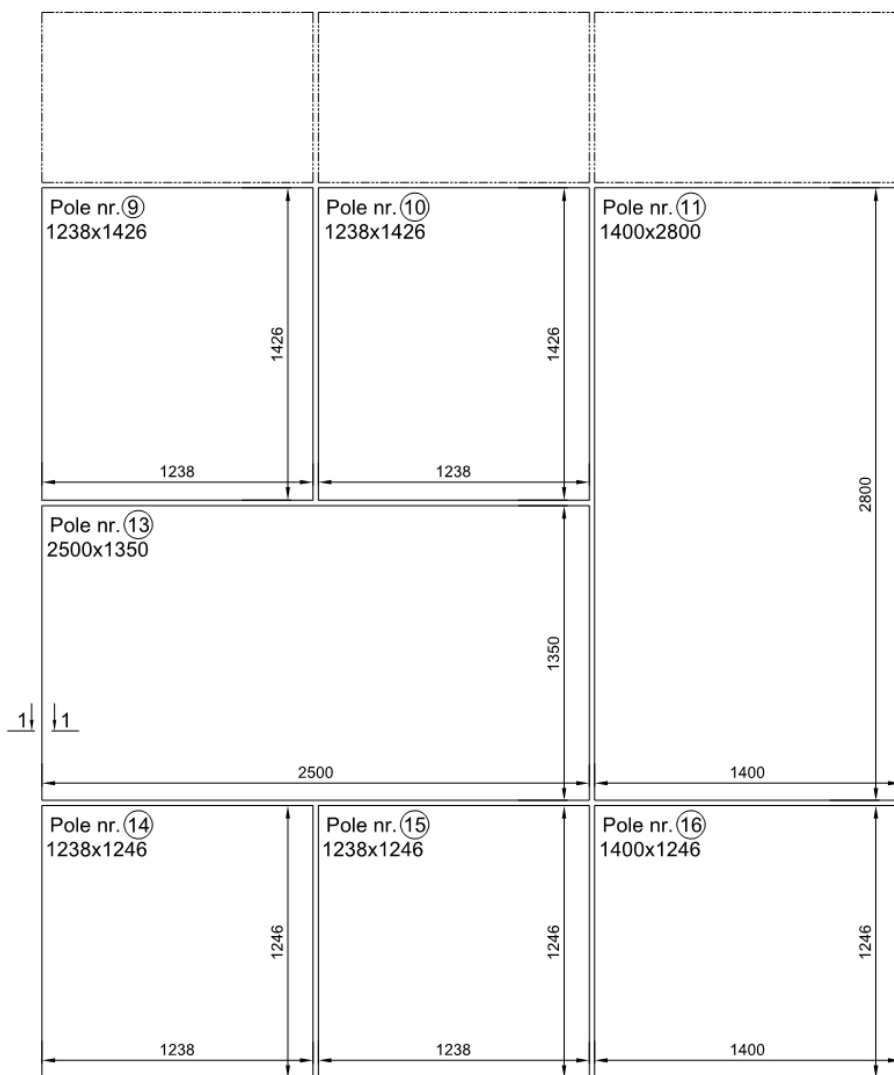 Pole nr. 9
1238x1426
1426
1238
Pole nr. 10
1238x1426
1426
1238
Pole nr. 11
1400x2800
2800
1400
Pole nr. 13
2500x1350
1350
2500
1 1
Pole nr. 14
1238x1246
1246
1238
Pole nr. 15
1238x1246
1246
1238
Pole nr. 16
1400x1246
1246
1400